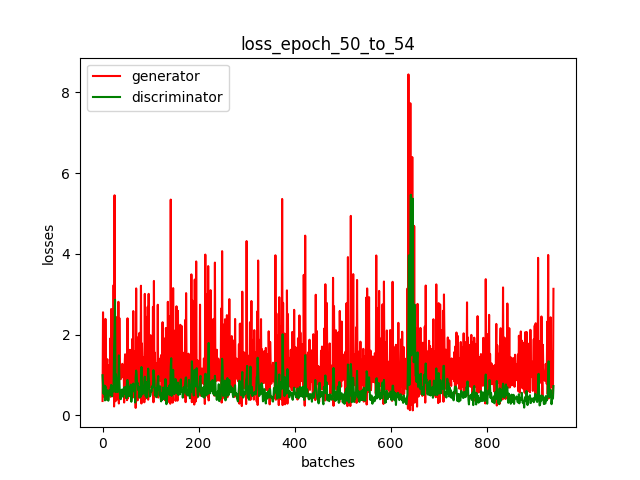 loss_epoch_50_to_54
generator
discriminator
8
6
4
2
0
losses
0 200 400 600 800
batches